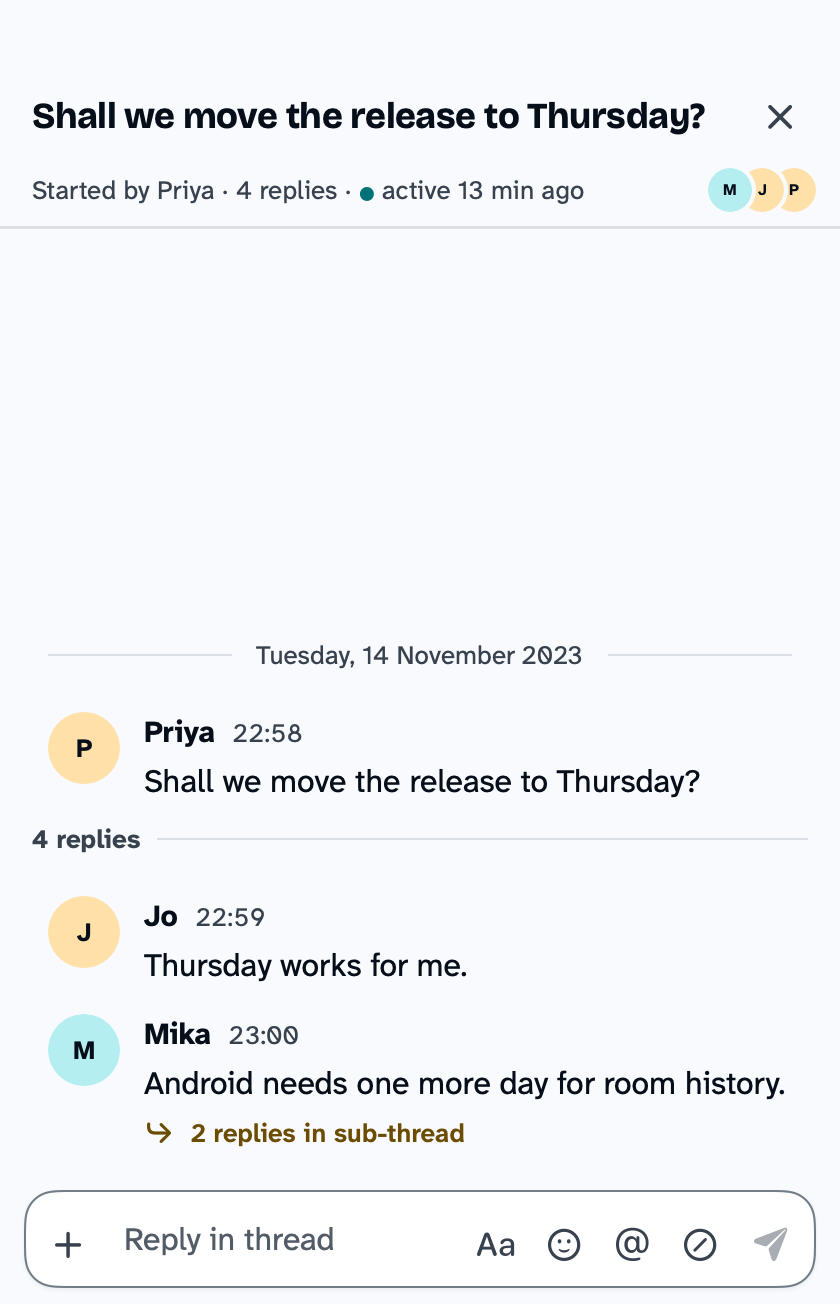 Shall we move the release to Thursday?
Started by Priya · 4 replies · active 13 min ago
M J P
Tuesday, 14 November 2023
P
Priya 22:58
Shall we move the release to Thursday?
4 replies
J
Jo 22:59
Thursday works for me.
M
Mika 23:00
Android needs one more day for room history.
2 replies in sub-thread
Reply in thread Aa @